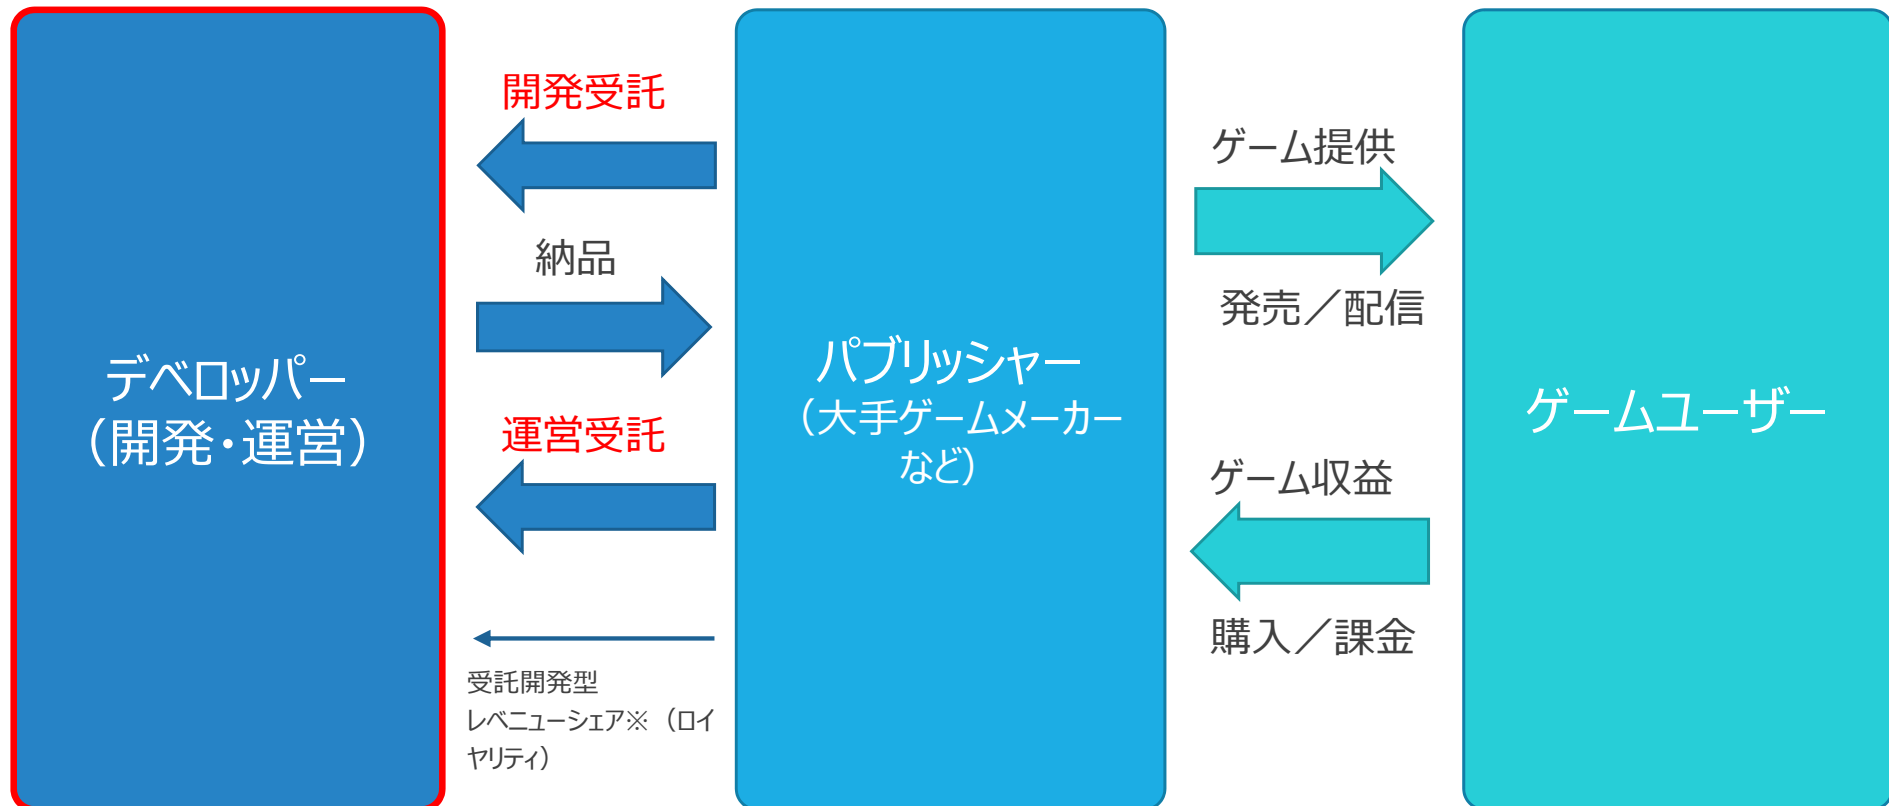 デベロッパー
（開発・運営）
開発受託
納品
運営受託
受託開発型
レベニューシェア※（ロイ
ヤリティ）
パブリッシャー
（大手ゲームメーカー
など）
ゲーム提供
発売／配信
ゲーム収益
購入／課金
ゲームユーザー